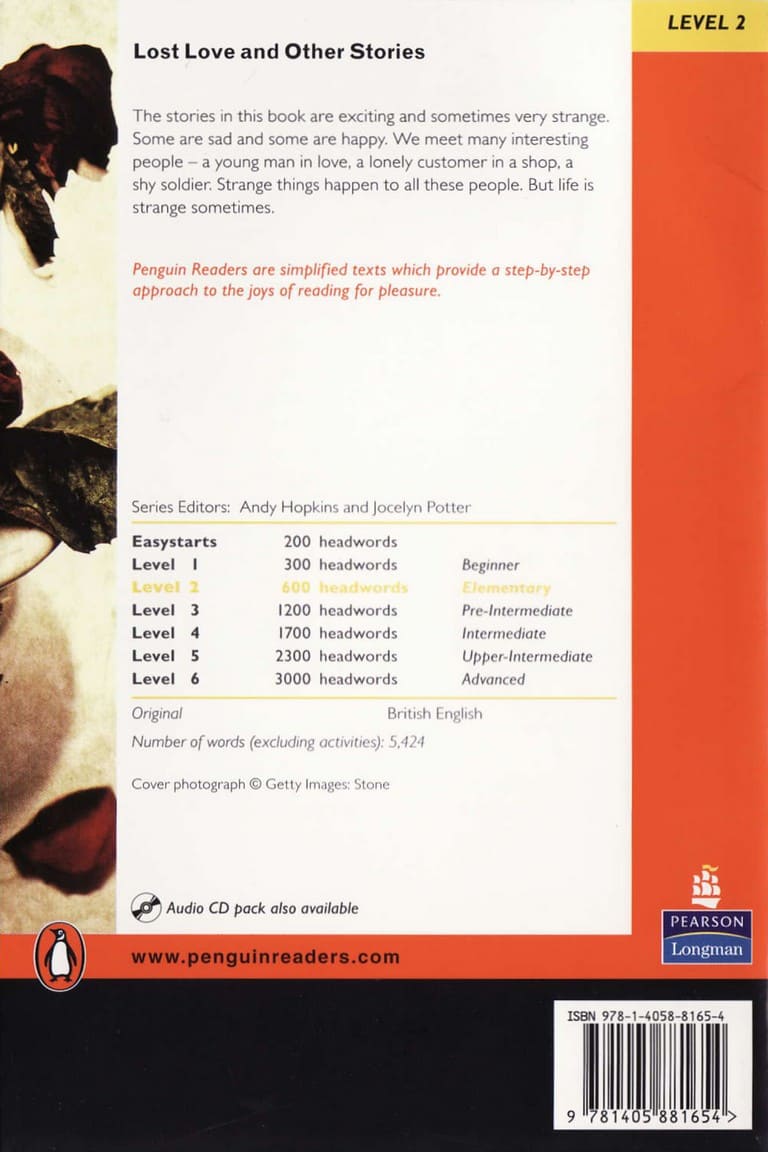 LEVEL 2
Lost Love and Other Stories
The stories in this book are exciting and sometimes very strange.
Some are sad and some are happy. We meet many interesting
people – a young man in love, a lonely customer in a shop, a
shy soldier. Strange things happen to all these people. But life is
strange sometimes.
Penguin Readers are simplified texts which provide a step-by-step
approach to the joys of reading for pleasure.
Series Editors: Andy Hopkins and Jocelyn Potter
Easystarts 200 headwords
Level 1 300 headwords Beginner
Level 2 600 headwords Elementary
Level 3 1200 headwords Pre-Intermediate
Level 4 1700 headwords Intermediate
Level 5 2300 headwords Upper-Intermediate
Level 6 3000 headwords Advanced
Original British English
Number of words (excluding activities): 5,424
Cover photograph © Getty Images: Stone
Audio CD pack also available
PEARSON
Longman
www.penguinreaders.com
ISBN 978-1-4058-8165-4
9 781405 881654 >